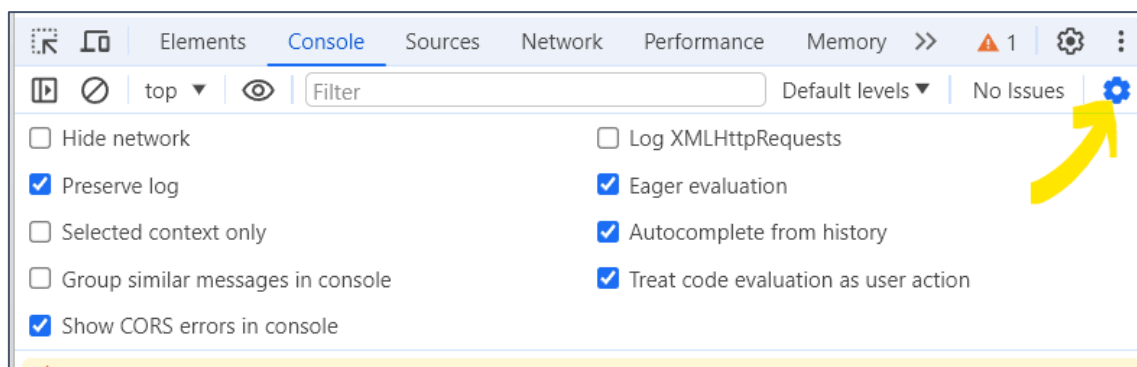 Elements Console Sources Network Performance Memory 1
top Filter Default levels No Issues
Hide network Log XMLHttpRequests
Preserve log Eager evaluation
Selected context only Autocomplete from history
Group similar messages in console Treat code evaluation as user action
Show CORS errors in console